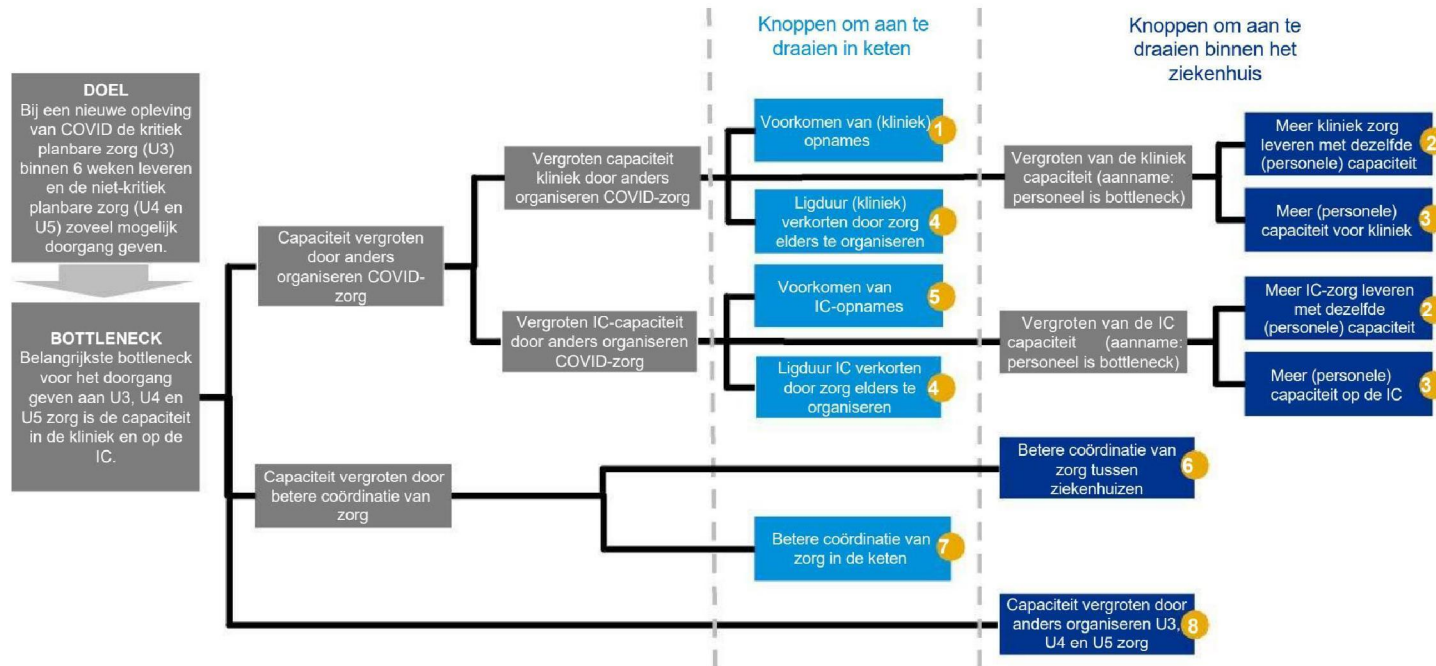 Knoppen om aan te
draaien in keten
Knoppen om aan te
draaien binnen het
ziekenhuis
DOEL
Bij een nieuwe opleving
van COVID de kritiek
planbare zorg (U3)
binnen 6 weken leveren
en de niet-kritiek
planbare zorg (U4 en
U5) zoveel mogelijk
doorgang geven.
BOTTLENECK
Belangrijkste bottleneck
voor het doorgang
geven aan U3, U4 en
U5 zorg is de capaciteit
in de kliniek en op de
IC.
Capaciteit vergroten
door anders
organiseren COVID-
zorg
Vergroten capaciteit
kliniek door anders
organiseren COVID-zorg
Voorkomen van (kliniek)
opnames
1
Ligduur (kliniek)
verkorten door zorg
elders te organiseren
4
Vergroten van de kliniek
capaciteit (aanname:
personeel is bottleneck)
Meer kliniek zorg
leveren met dezelfde
(personele) capaciteit
2
Meer (personele)
capaciteit voor kliniek
3
Vergroten IC-capaciteit
door anders organiseren
COVID-zorg
Voorkomen van
IC-opnames
5
Ligduur IC verkorten
door zorg elders te
organiseren
4
Vergroten van de IC
capaciteit (aanname:
personeel is bottleneck)
Meer IC-zorg leveren
met dezelfde
(personele) capaciteit
2
Meer (personele)
capaciteit op de IC
3
Capaciteit vergroten door
betere coördinatie van
zorg
Betere coördinatie van
zorg tussen
ziekenhuizen
6
Betere coördinatie van
zorg in de keten
7
Capaciteit vergroten door
anders organiseren U3,
U4 en U5 zorg
8